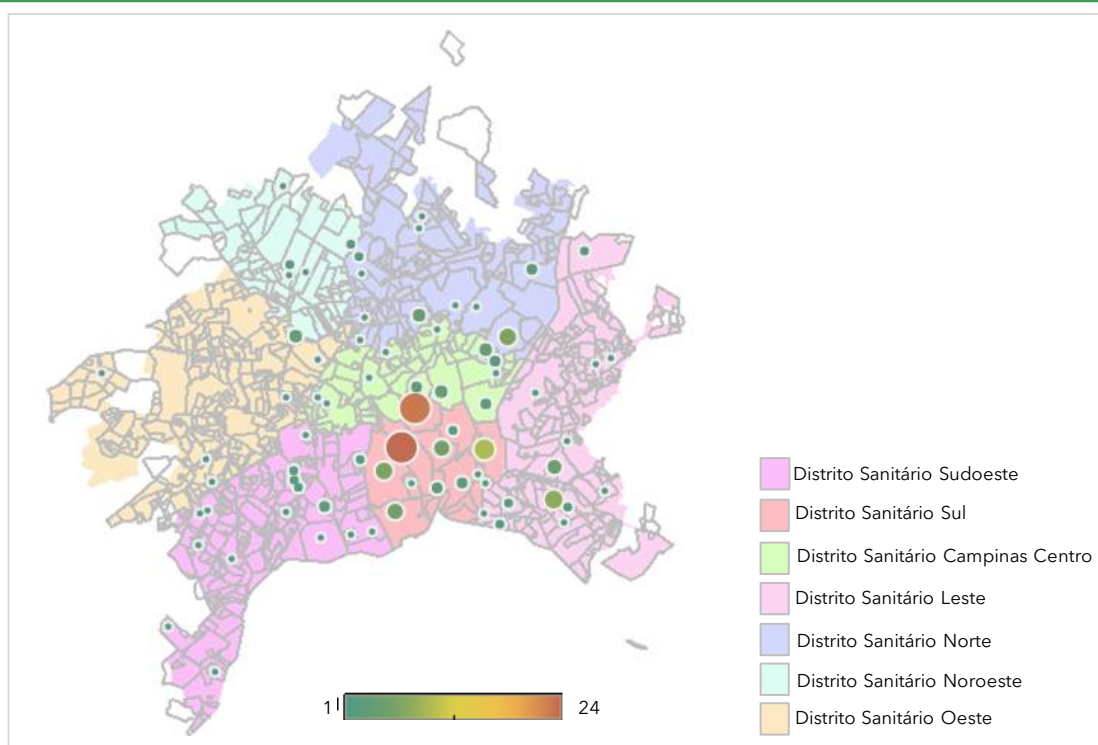 Distrito Sanitário Sudoeste
Distrito Sanitário Sul
Distrito Sanitário Campinas Centro
Distrito Sanitário Leste
Distrito Sanitário Norte
Distrito Sanitário Noroeste
Distrito Sanitário Oeste
1 24